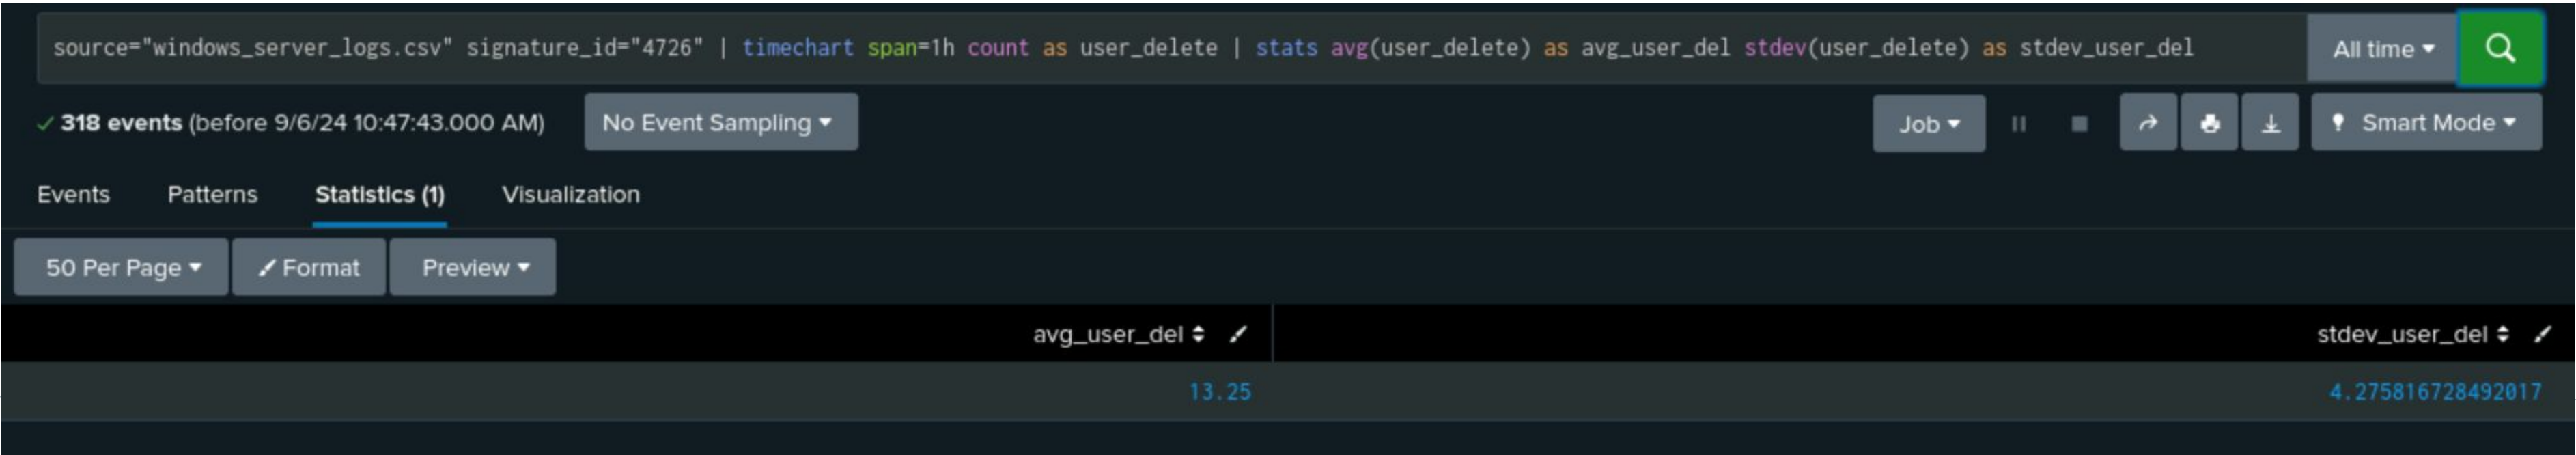 source="windows_server_logs.csv" signature_id="4726" | timechart span=1h count as user_delete | stats avg(user_delete) as avg_user_del stdev(user_delete) as stdev_user_del All time
318 events (before 9/6/24 10:47:43.000 AM) No Event Sampling Job Smart Mode
Events Patterns Statistics (1) Visualization
50 Per Page Format Preview
avg_user_del stdev_user_del
13.25 4.275816728492017